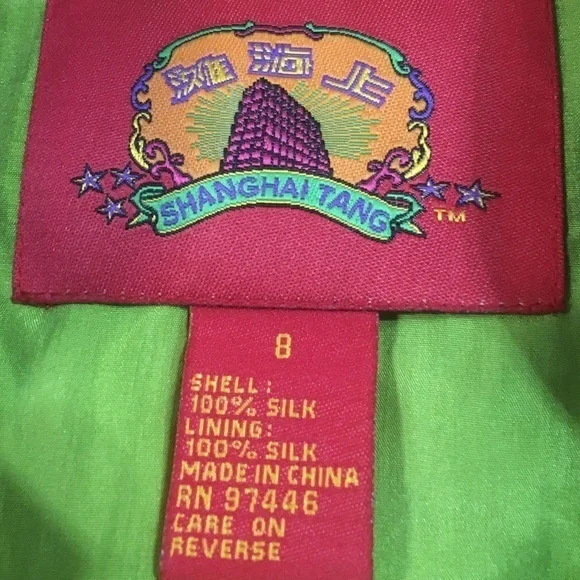 上海灘
SHANGHAI TANG
TM
8
SHELL:
100% SILK
LINING:
100% SILK
MADE IN CHINA
RN 97446
CARE ON
REVERSE